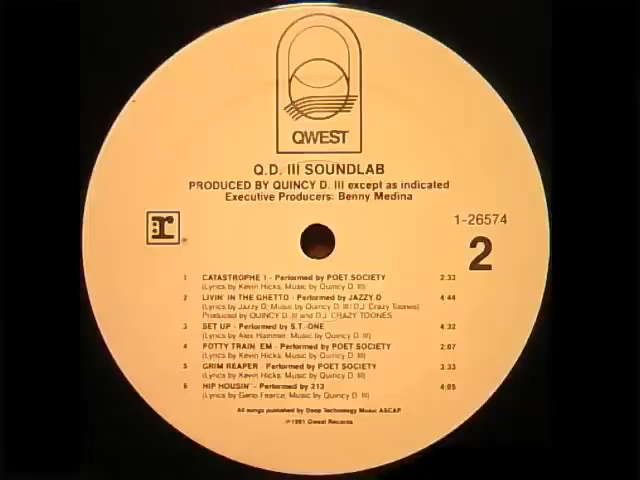 QWEST
Q.D. III SOUNDLAB
PRODUCED BY QUINCY D. III except as indicated
Executive Producers: Benny Medina
r
1-26574
2
1 CATASTROPHE 1 - Performed by POET SOCIETY 2:33
(Lyrics by Kevin Hicks, Music by Quincy D. III)
2 LIVIN' IN THE GHETTO - Performed by JAZZY D 4:44
(Lyrics by Jazzy D, Music by Quincy D. III / D.J. Crazy Toones)
Produced by QUINCY D. III and D.J. CRAZY TOONES
3 SET UP - Performed by S.T.-ONE 4:32
(Lyrics by Alex Hammer, Music by Quincy D. III)
4 POTTY TRAIN 'EM - Performed by POET SOCIETY 2:07
(Lyrics by Kevin Hicks, Music by Quincy D. III)
5 GRIM REAPER - Performed by POET SOCIETY 3:33
(Lyrics by Kevin Hicks, Music by Quincy D. III)
6 HIP HOUSIN' - Performed by 213 4:05
(Lyrics by Geno Pearce, Music by Quincy D. III)
All songs published by Deep Technology Music ASCAP
℗1991 Qwest Records